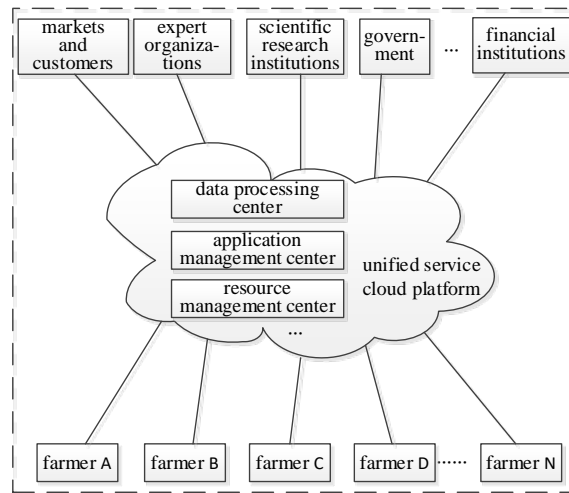 markets and customers
expert organiza-
tions
scientific research institutions
govern-
ment
...
financial institutions
data processing center
application management center
resource management center
...
unified service cloud platform
farmer A
farmer B
farmer C
farmer D
......
farmer N